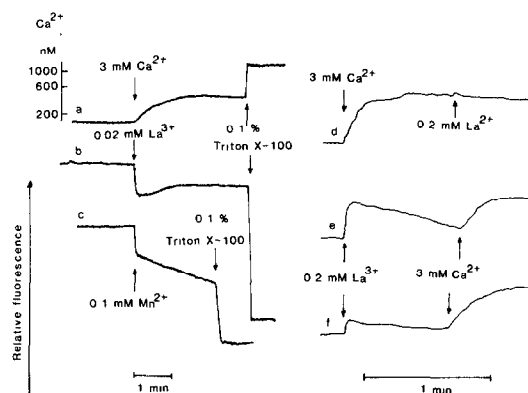 Ca2+
nM
1000
600
200
3 mM Ca2+
a
0.02 mM La3+
b
0.1 %
Triton X-100
c
0.1 %
Triton X-100
0.1 mM Mn2+
1 min
Relative fluorescence
3 mM Ca2+
d
0.2 mM La2+
e
0.2 mM La3+
3 mM Ca2+
f
1 min